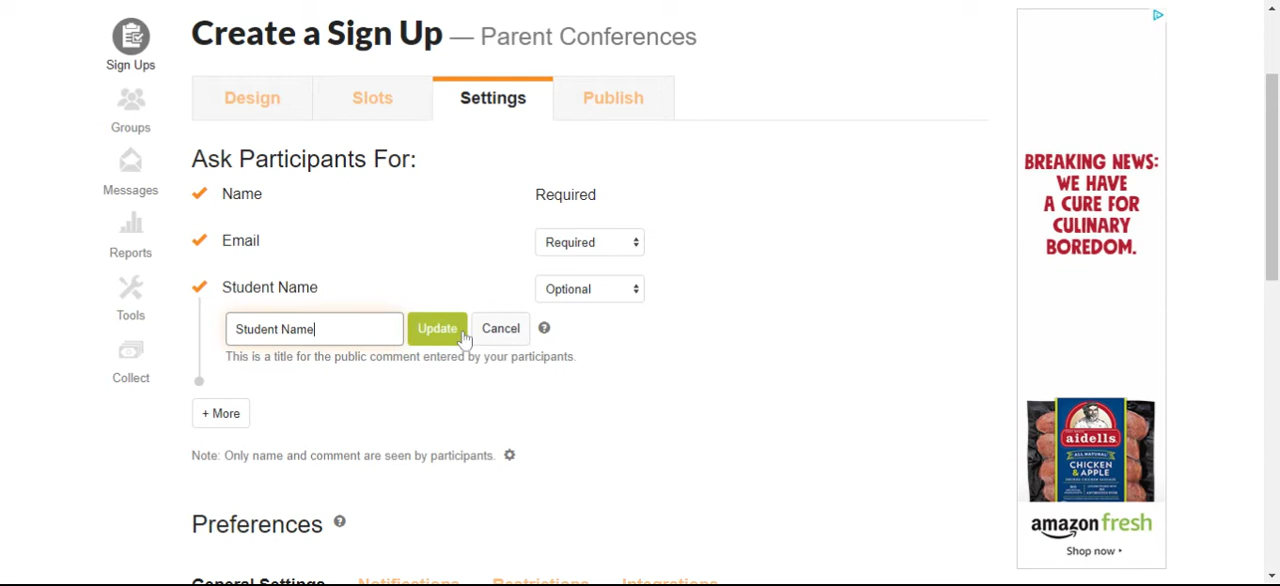 Create a Sign Up — Parent Conferences
Sign Ups
Groups
Messages
Reports
Tools
Collect
Design
Slots
Settings
Publish
Ask Participants For:
Name
Required
Email
Required
Student Name
Optional
Student Name
Update
Cancel
?
This is a title for the public comment entered by your participants.
+ More
Note: Only name and comment are seen by participants.
Preferences ?
General Settings
Notifications
Restrictions
Integrations
BREAKING NEWS:
WE HAVE
A CURE FOR
CULINARY
BOREDOM.
aidells
ALL NATURAL
CHICKEN
& APPLE
amazonfresh
Shop now